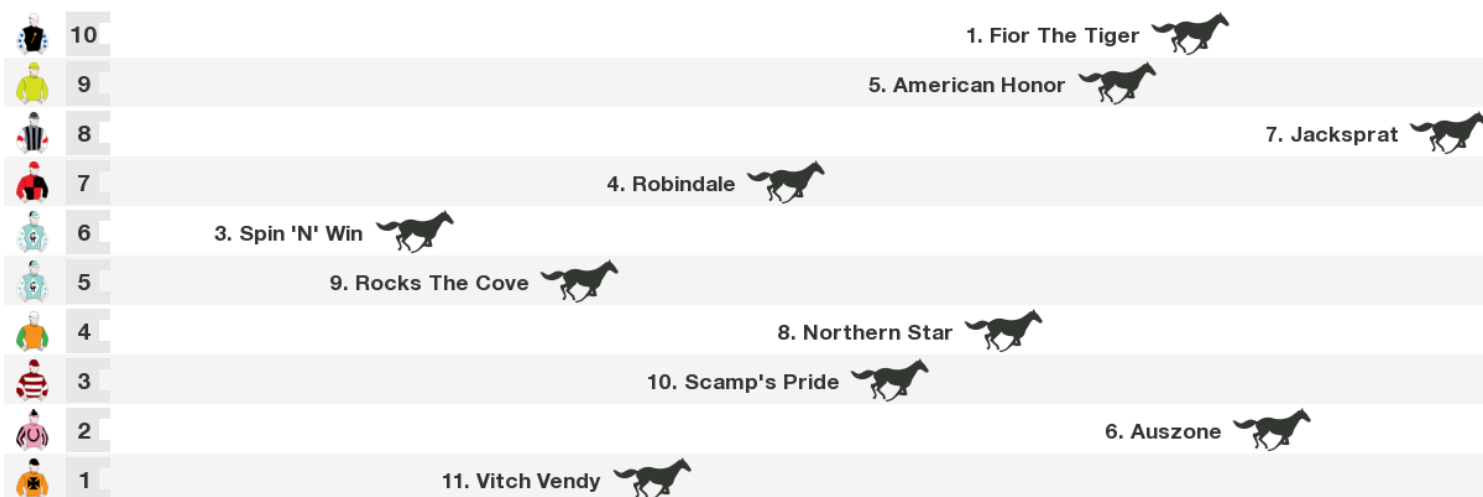 10 1. Fior The Tiger
9 5. American Honor
8 7. Jacksprat
7 4. Robindale
6 3. Spin 'N' Win
5 9. Rocks The Cove
4 8. Northern Star
3 10. Scamp's Pride
2 6. Auszone
1 11. Vitch Vendy